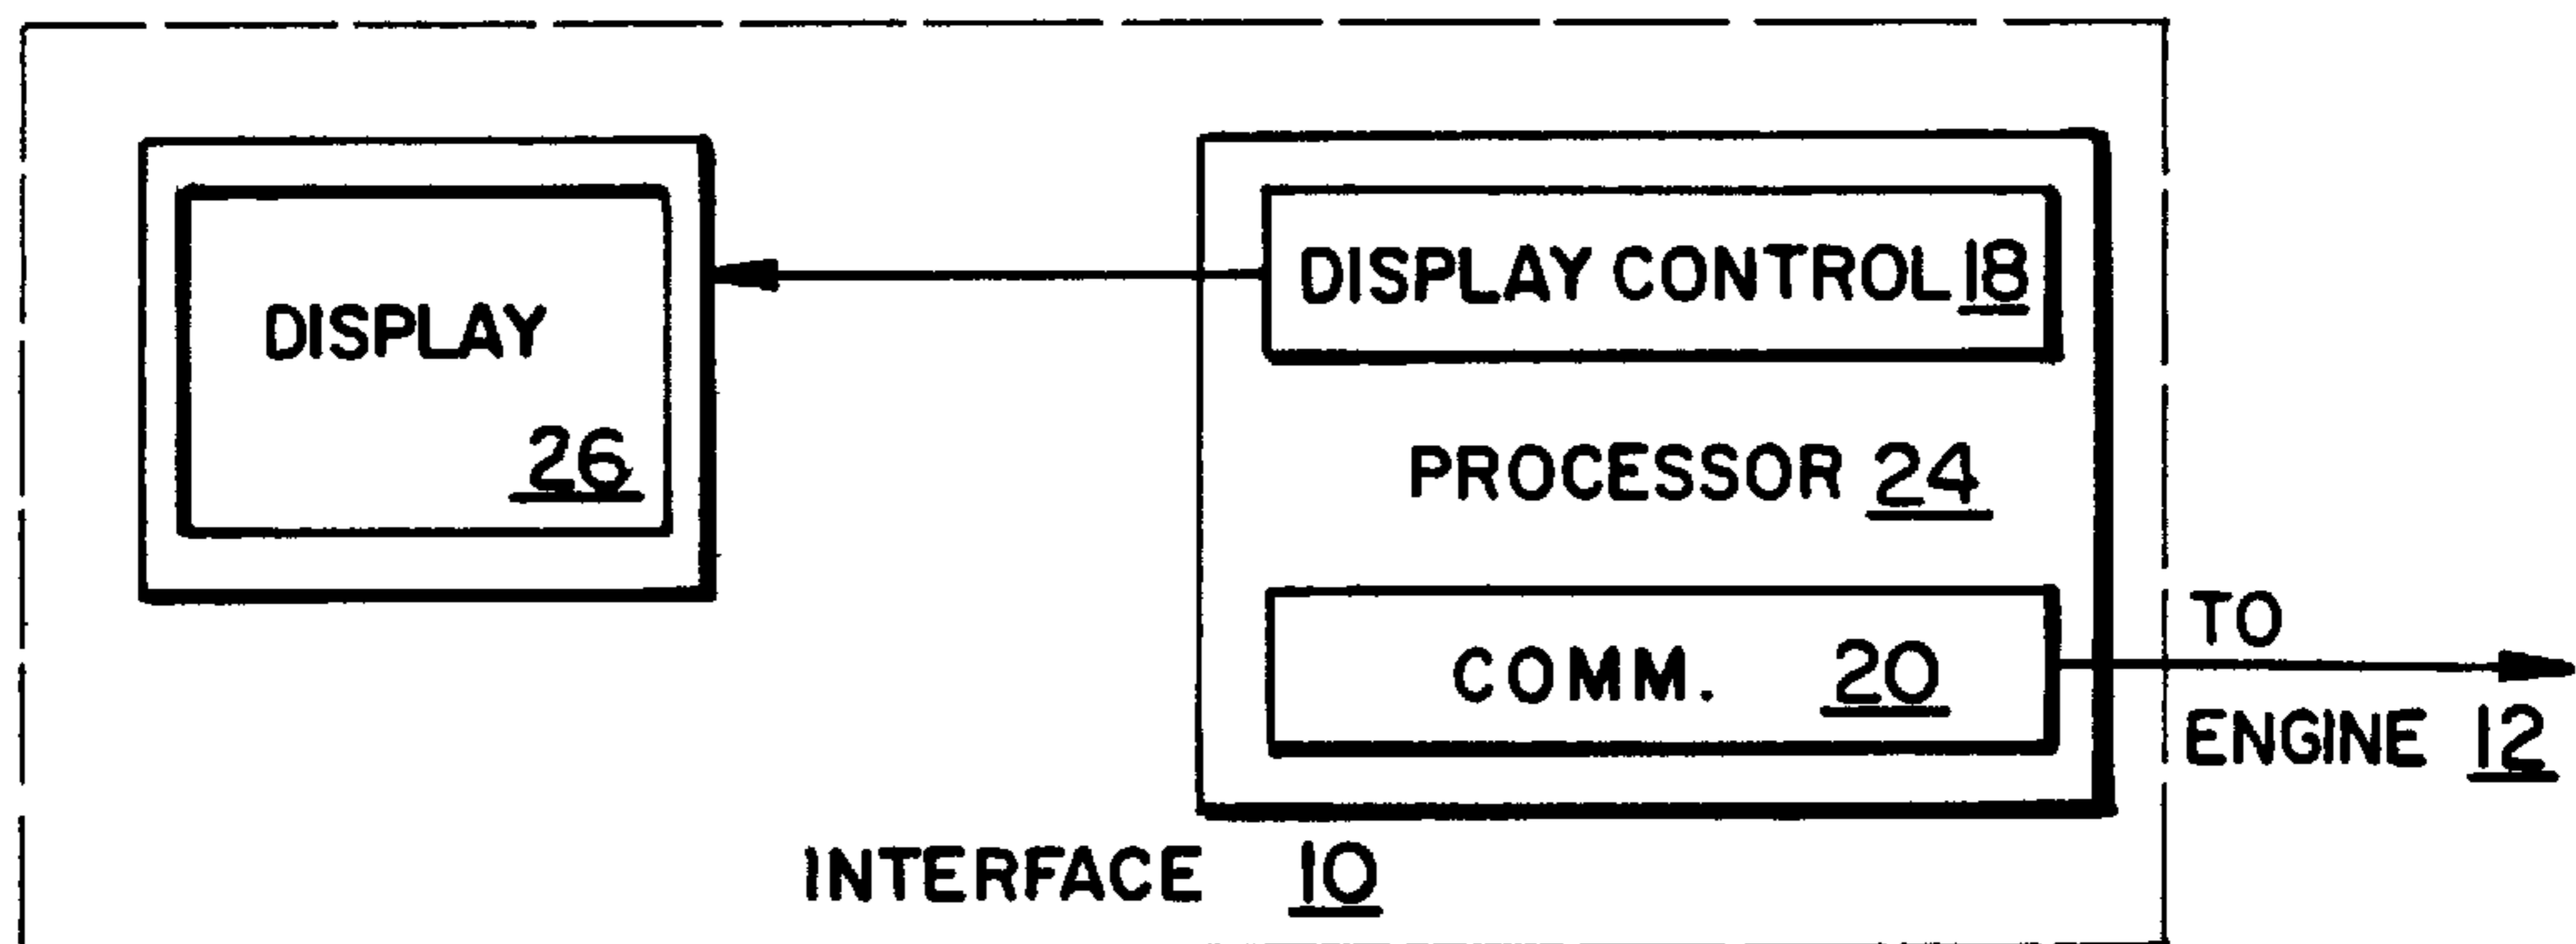 DISPLAY
26
DISPLAY CONTROL 18
PROCESSOR 24
COMM. 20
TO
ENGINE 12
INTERFACE 10